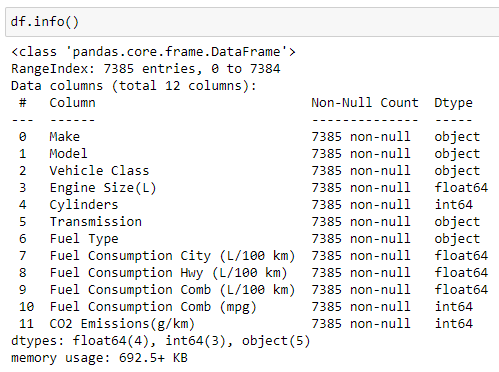 df.info()
<class 'pandas.core.frame.DataFrame'>
RangeIndex: 7385 entries, 0 to 7384
Data columns (total 12 columns):
 #   Column                            Non-Null Count  Dtype
---  ------                            --------------  -----
 0   Make                              7385 non-null   object
 1   Model                             7385 non-null   object
 2   Vehicle Class                     7385 non-null   object
 3   Engine Size(L)                    7385 non-null   float64
 4   Cylinders                         7385 non-null   int64
 5   Transmission                      7385 non-null   object
 6   Fuel Type                         7385 non-null   object
 7   Fuel Consumption City (L/100 km)  7385 non-null   float64
 8   Fuel Consumption Hwy (L/100 km)   7385 non-null   float64
 9   Fuel Consumption Comb (L/100 km)  7385 non-null   float64
 10  Fuel Consumption Comb (mpg)       7385 non-null   int64
 11  CO2 Emissions(g/km)               7385 non-null   int64
dtypes: float64(4), int64(3), object(5)
memory usage: 692.5+ KB